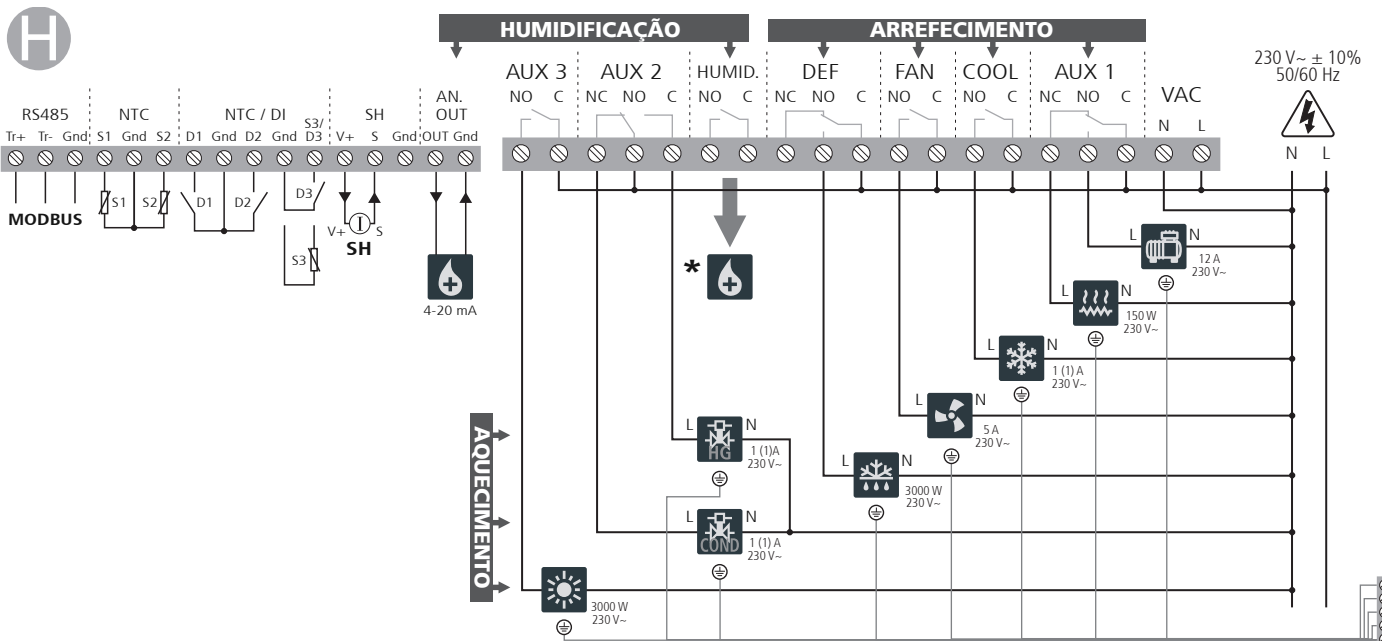 H
HUMIDIFICAÇÃO
ARREFECIMENTO
230 V~ ± 10%
50/60 Hz
AUX 3 AUX 2 HUMID. DEF FAN COOL AUX 1 VAC
NO C NC NO C NO C NC NO C NO C NO C NC NO C N L
RS485 NTC NTC / DI SH AN. OUT
Tr+ Tr- Gnd S1 Gnd S2 D1 Gnd D2 Gnd S3/D3 V+ S Gnd OUT Gnd
N L
MODBUS
S1 S2 D1 D2 D3
V+ I S
SH
S3
4-20 mA
*
L N
12 A
230 V~
L N
150 W
230 V~
L N
1 (1) A
230 V~
L N
5 A
230 V~
L N
3000 W
230 V~
AQUECIMENTO
L N
HG
1 (1)A
230 V~
L N
COND
1 (1) A
230 V~
3000 W
230 V~